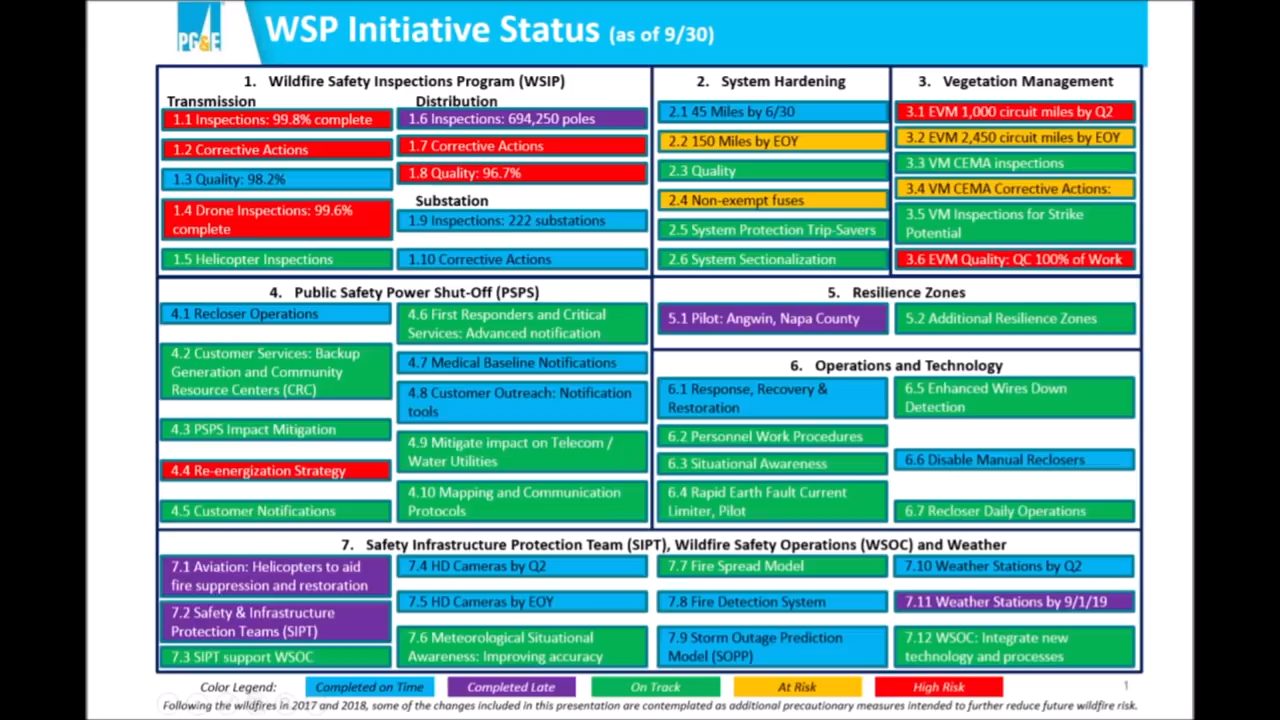 PG&E
WSP Initiative Status (as of 9/30)
1. Wildfire Safety Inspections Program (WSIP)
Transmission
1.1 Inspections: 99.8% complete
1.2 Corrective Actions
1.3 Quality: 98.2%
1.4 Drone Inspections: 99.6%
complete
1.5 Helicopter Inspections
Distribution
1.6 Inspections: 694,250 poles
1.7 Corrective Actions
1.8 Quality: 96.7%
Substation
1.9 Inspections: 222 substations
1.10 Corrective Actions
2. System Hardening
2.1 45 Miles by 6/30
2.2 150 Miles by EOY
2.3 Quality
2.4 Non-exempt fuses
2.5 System Protection Trip-Savers
2.6 System Sectionalization
3. Vegetation Management
3.1 EVM 1,000 circuit miles by Q2
3.2 EVM 2,450 circuit miles by EOY
3.3 VM CEMA inspections
3.4 VM CEMA Corrective Actions:
3.5 VM Inspections for Strike
Potential
3.6 EVM Quality: QC 100% of Work
4. Public Safety Power Shut-Off (PSPS)
4.1 Recloser Operations
4.2 Customer Services: Backup
Generation and Community
Resource Centers (CRC)
4.3 PSPS Impact Mitigation
4.4 Re-energization Strategy
4.5 Customer Notifications
4.6 First Responders and Critical
Services: Advanced notification
4.7 Medical Baseline Notifications
4.8 Customer Outreach: Notification
tools
4.9 Mitigate impact on Telecom /
Water Utilities
4.10 Mapping and Communication
Protocols
5. Resilience Zones
5.1 Pilot: Angwin, Napa County
5.2 Additional Resilience Zones
6. Operations and Technology
6.1 Response, Recovery &
Restoration
6.2 Personnel Work Procedures
6.3 Situational Awareness
6.4 Rapid Earth Fault Current
Limiter, Pilot
6.5 Enhanced Wires Down
Detection
6.6 Disable Manual Reclosers
6.7 Recloser Daily Operations
7. Safety Infrastructure Protection Team (SIPT), Wildfire Safety Operations (WSOC) and Weather
7.1 Aviation: Helicopters to aid
fire suppression and restoration
7.2 Safety & Infrastructure
Protection Teams (SIPT)
7.3 SIPT support WSOC
7.4 HD Cameras by Q2
7.5 HD Cameras by EOY
7.6 Meteorological Situational
Awareness: Improving accuracy
7.7 Fire Spread Model
7.8 Fire Detection System
7.9 Storm Outage Prediction
Model (SOPP)
7.10 Weather Stations by Q2
7.11 Weather Stations by 9/1/19
7.12 WSOC: Integrate new
technology and processes
Color Legend: Completed on Time Completed Late On Track At Risk High Risk
1
Following the wildfires in 2017 and 2018, some of the changes included in this presentation are contemplated as additional precautionary measures intended to further reduce future wildfire risk.